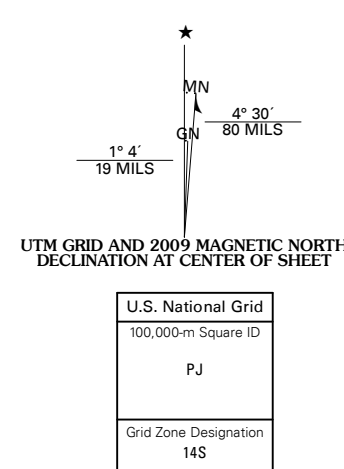 ★
MN
4° 30´
80 MILS
GN
1° 4´
19 MILS
UTM GRID AND 2009 MAGNETIC NORTH
DECLINATION AT CENTER OF SHEET
U.S. National Grid
100,000-m Square ID
PJ
Grid Zone Designation
14S